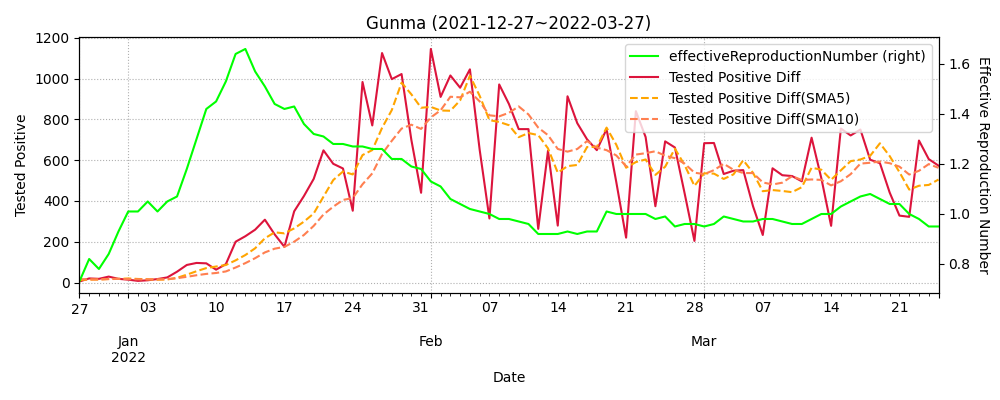 Gunma (2021-12-27~2022-03-27)
1200
1000
800
600
400
200
0
Tested Positive
effectiveReproductionNumber (right)
Tested Positive Diff
Tested Positive Diff(SMA5)
Tested Positive Diff(SMA10)
1.6
1.4
1.2
1.0
0.8
Effective Reproduction Number
27 03 10 17 24 31 07 14 21 28 07 14 21
Jan Feb Mar
2022
Date